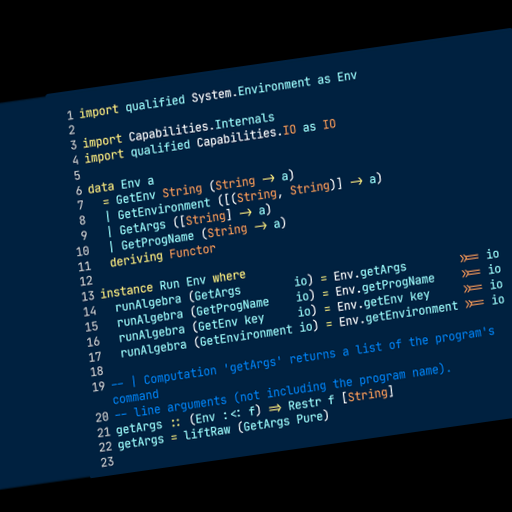 1 import qualified System.Environment as Env
2
3 import Capabilities.Internals
4 import qualified Capabilities.IO as IO
5
6 data Env a
7   = GetEnv String (String -> a)
8   | GetEnvironment ([(String, String)] -> a)
9   | GetArgs ([String] -> a)
10   | GetProgName (String -> a)
11   deriving Functor
12
13 instance Run Env where
14   runAlgebra (GetArgs        io) = Env.getArgs        >>= io
15   runAlgebra (GetProgName    io) = Env.getProgName    >>= io
16   runAlgebra (GetEnv key     io) = Env.getEnv key     >>= io
17   runAlgebra (GetEnvironment io) = Env.getEnvironment >>= io
18
19 -- | Computation 'getArgs' returns a list of the program's
command
20 -- line arguments (not including the program name).
21 getArgs :: (Env :<: f) => Restr f [String]
22 getArgs = liftRaw (GetArgs Pure)
23